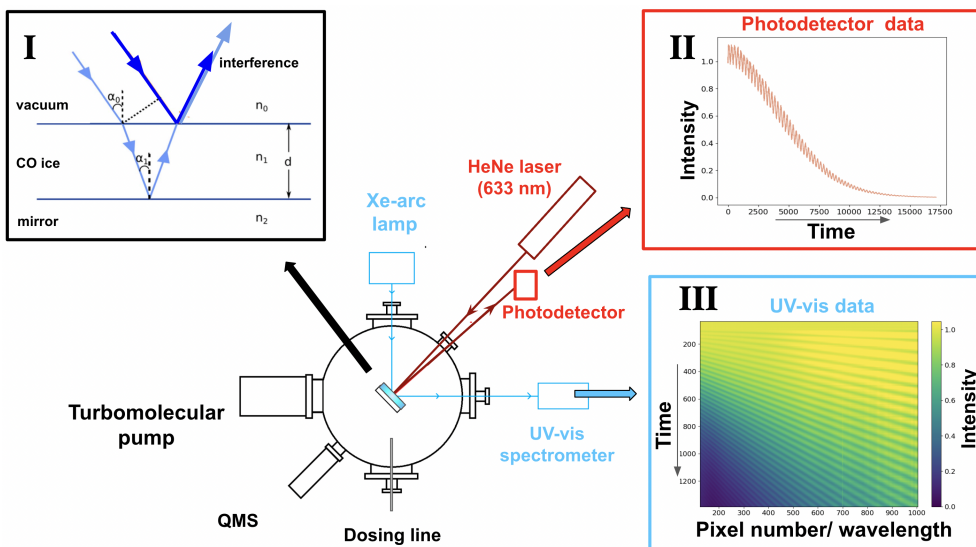 I
interference
α0
vacuum
n0
CO ice
α1
n1
d
mirror
n2
II
Photodetector data
Intensity
1.0
0.8
0.6
0.4
0.2
0.0
0
2500
5000
7500
10000
12500
15000
17500
Time
HeNe laser
(633 nm)
Xe-arc
lamp
Photodetector
Turbomolecular
pump
UV-vis
spectrometer
QMS
Dosing line
III
UV-vis data
Time
200
400
600
800
1000
1200
200
300
400
500
600
700
800
900
1000
Pixel number/ wavelength
1.0
0.8
0.6
0.4
0.2
0.0
Intensity